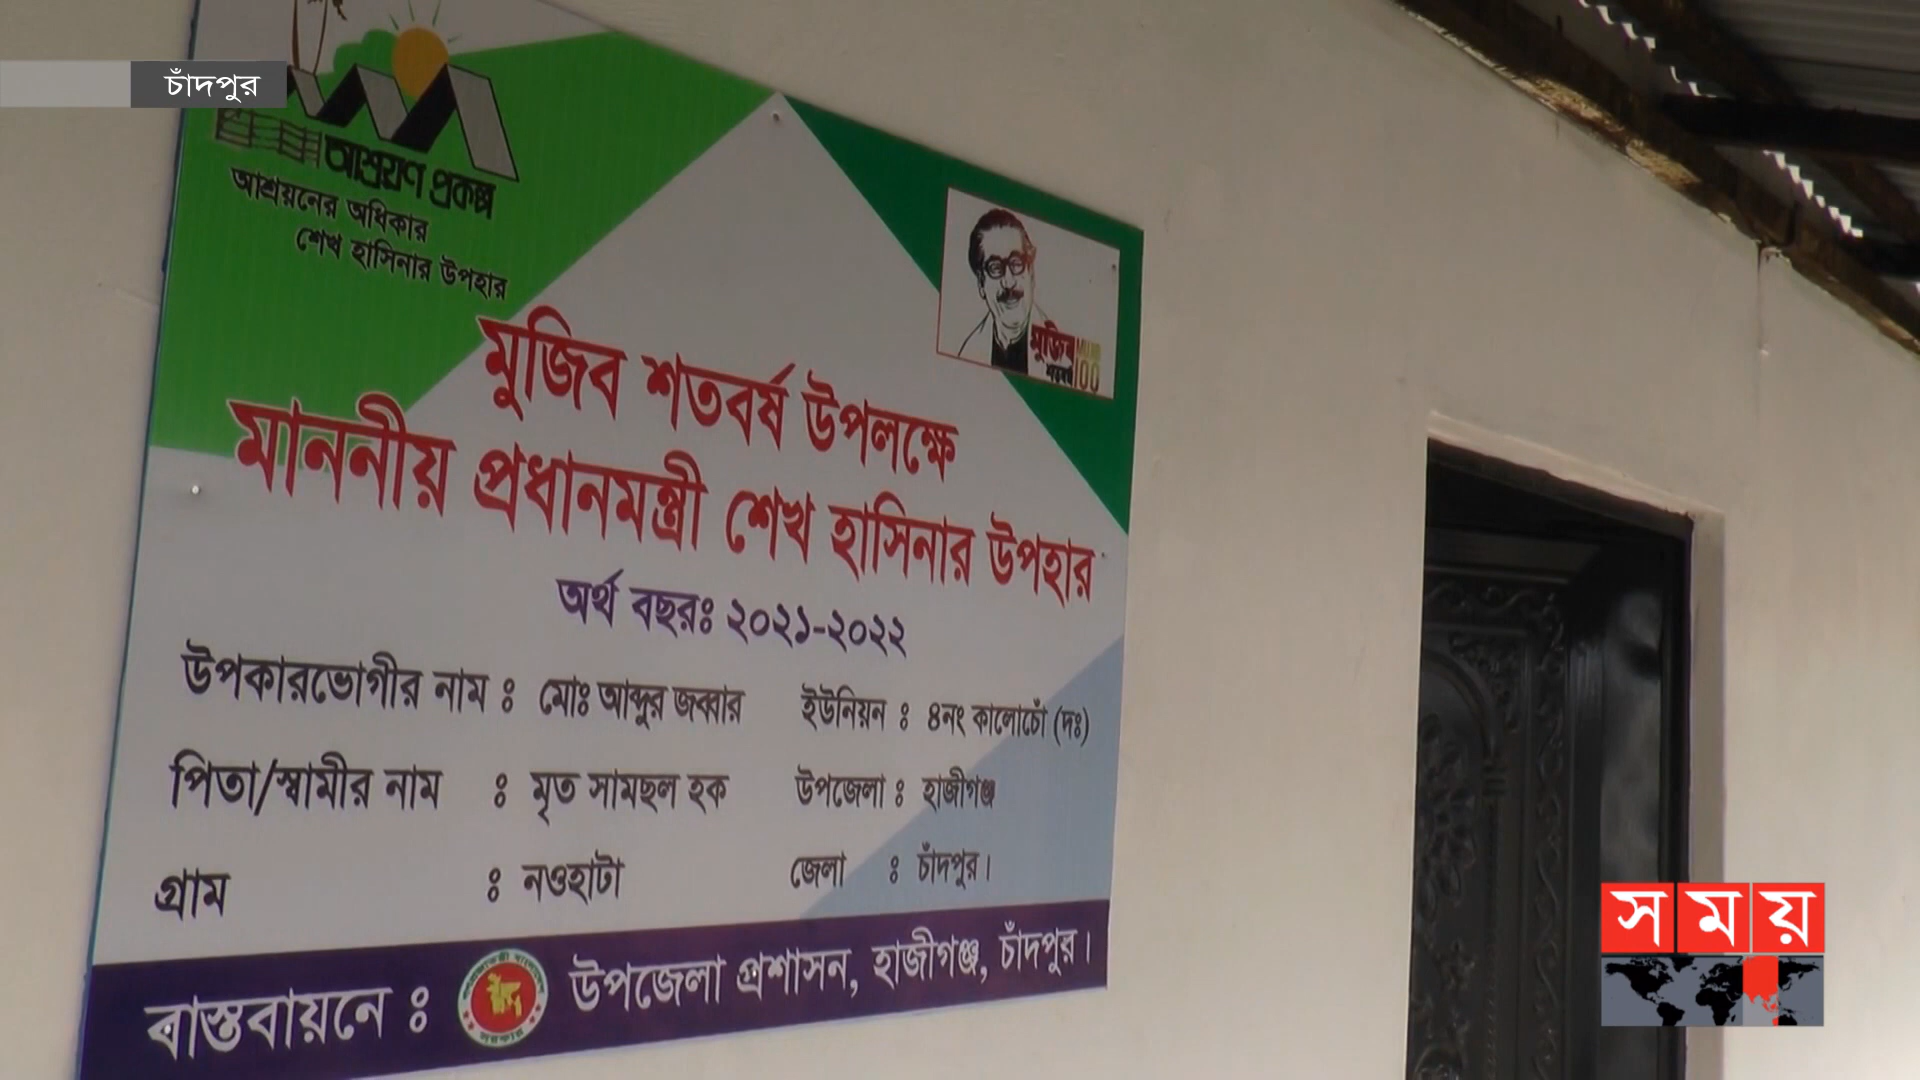 চাঁদপুর
আশ্রয়ণ প্রকল্প
আশ্রয়নের অধিকার
শেখ হাসিনার উপহার
মুজিব
100
মুজিব শতবর্ষ উপলক্ষে
মাননীয় প্রধানমন্ত্রী শেখ হাসিনার উপহার
অর্থ বছরঃ ২০২১-২০২২
উপকারভোগীর নাম ঃ মোঃ আব্দুর জব্বার ইউনিয়ন ঃ ৪নং কালোচোঁ (দঃ)
পিতা/স্বামীর নাম ঃ মৃত সামছল হক উপজেলা ঃ হাজীগঞ্জ
গ্রাম ঃ নওহাটা জেলা ঃ চাঁদপুর।
বাস্তবায়নে ঃ উপজেলা প্রশাসন, হাজীগঞ্জ, চাঁদপুর।
সময়